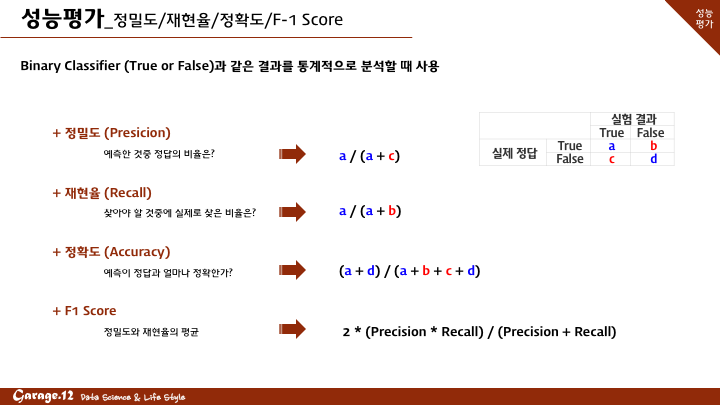 성능평가_정밀도/재현율/정확도/F-1 Score
성능
평가
Binary Classifier (True or False)과 같은 결과를 통계적으로 분석할 때 사용
실험 결과
True False
실제 정답 True a b
False c d
+ 정밀도 (Presicion)
예측한 것중 정답의 비율은?
a / (a + c)
+ 재현율 (Recall)
찾아야 할 것중에 실제로 찾은 비율은?
a / (a + b)
+ 정확도 (Accuracy)
예측이 정답과 얼마나 정확한가?
(a + d) / (a + b + c + d)
+ F1 Score
정밀도와 재현율의 평균
2 * (Precision * Recall) / (Precision + Recall)
Garage.12 Data Science & Life Style